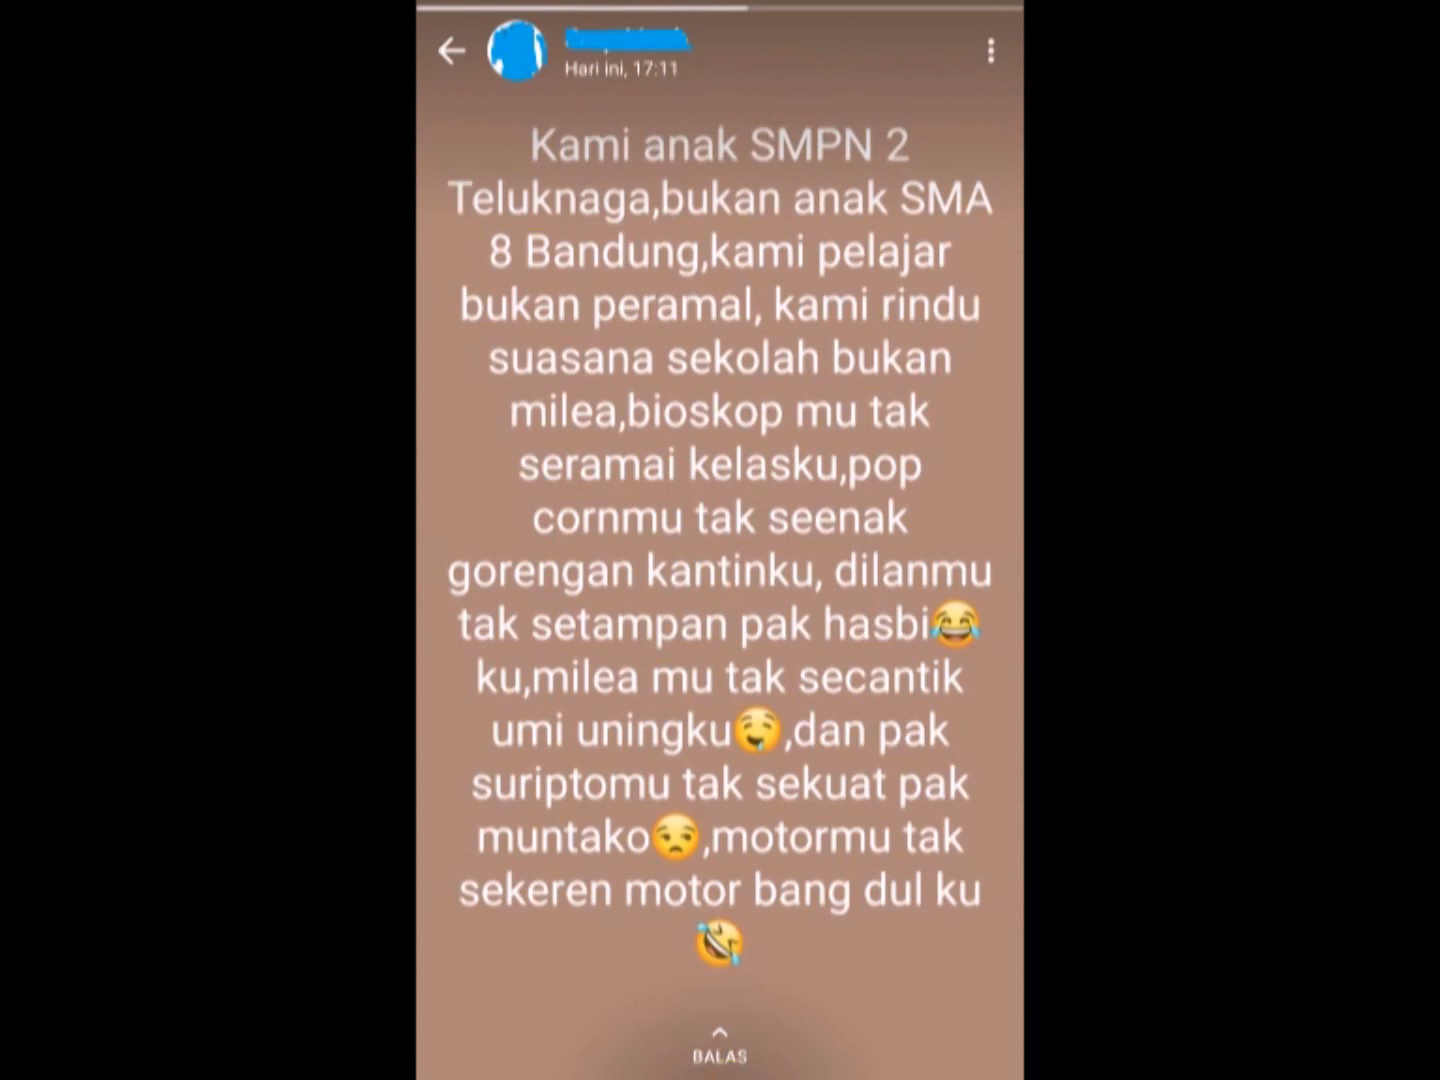 Hari ini, 17:11
Kami anak SMPN 2
Teluknaga,bukan anak SMA
8 Bandung,kami pelajar
bukan peramal, kami rindu
suasana sekolah bukan
milea,bioskop mu tak
seramai kelasku,pop
cornmu tak seenak
gorengan kantinku, dilanmu
tak setampan pak hasbi😂
ku,milea mu tak secantik
umi uningku🤤,dan pak
suriptomu tak sekuat pak
muntako😒,motormu tak
sekeren motor bang dul ku
🤣
BALAS